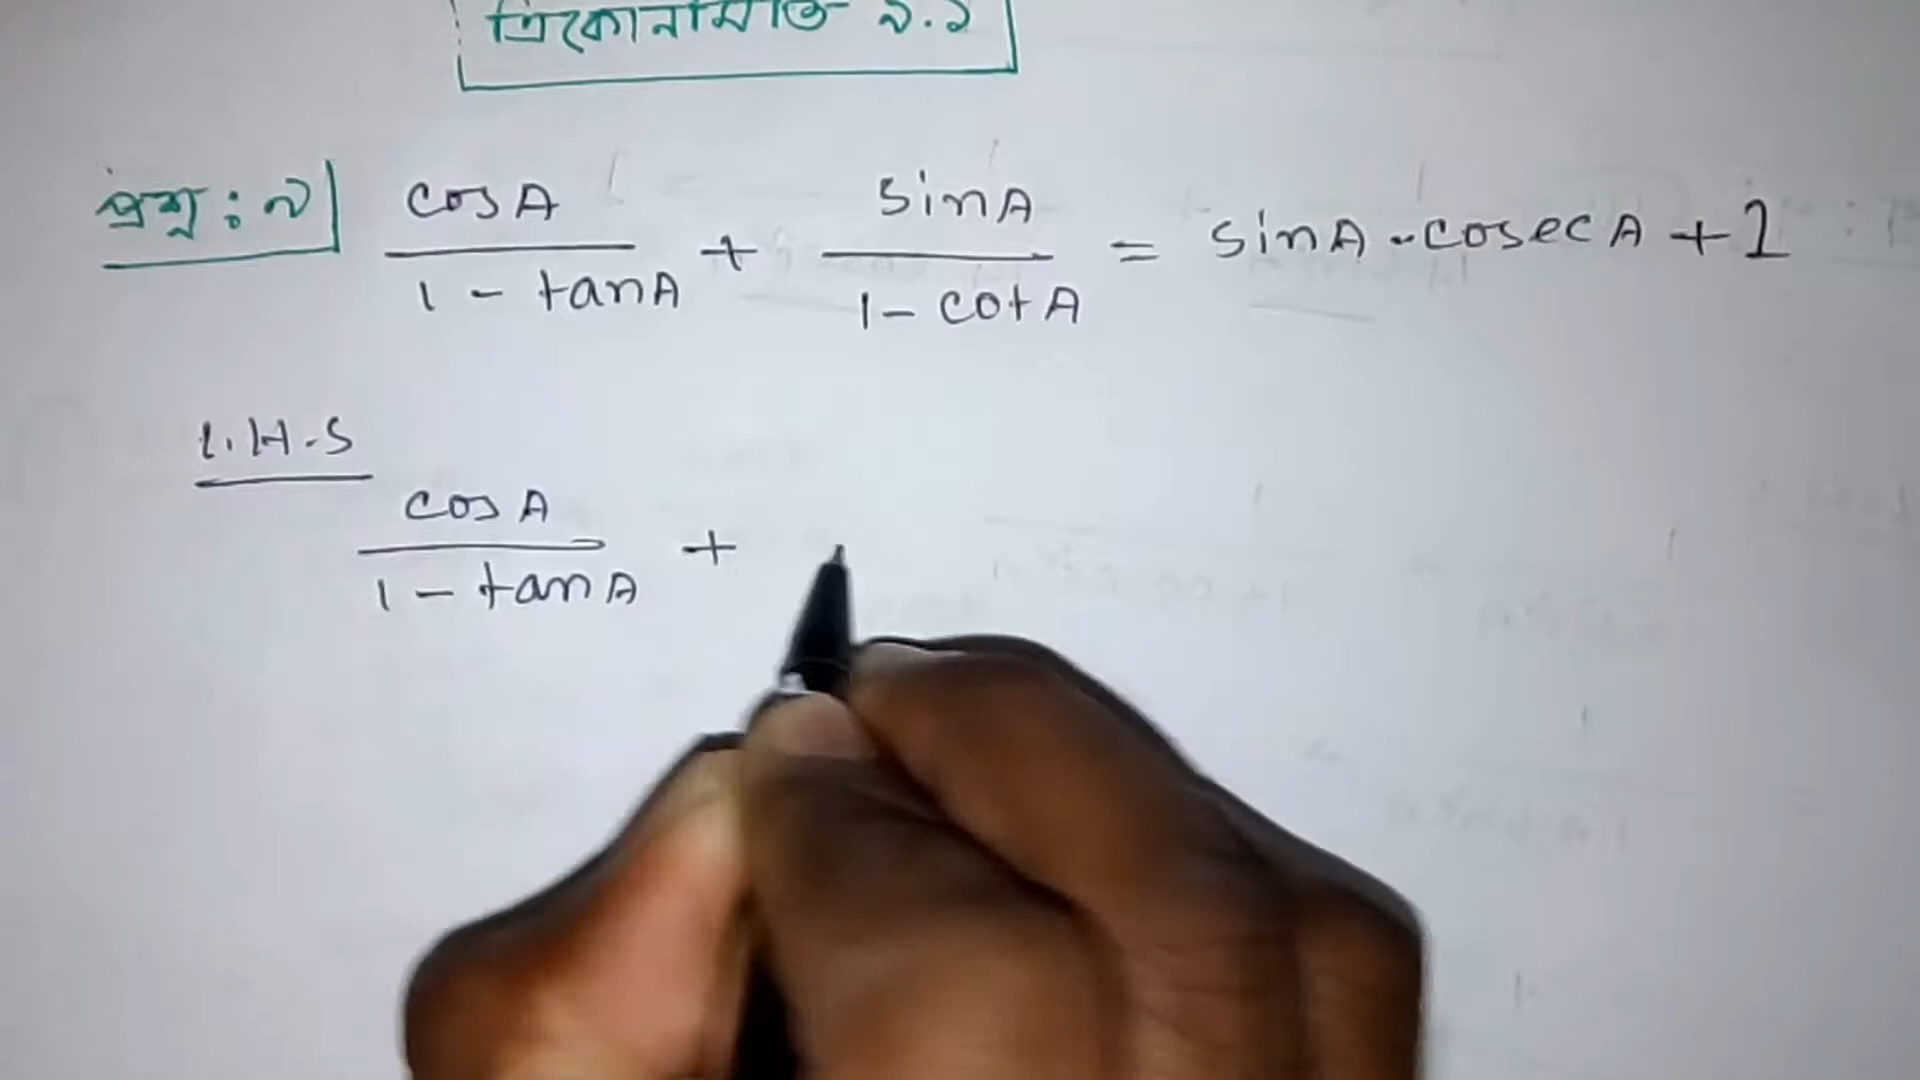 ত্রিকোনমিতি ৯.১
প্রশ্ন : ৯| cosA / 1 - tanA + sinA / 1 - cotA = sinA · cosecA + 1
L.H.S
cosA / 1 - tanA +